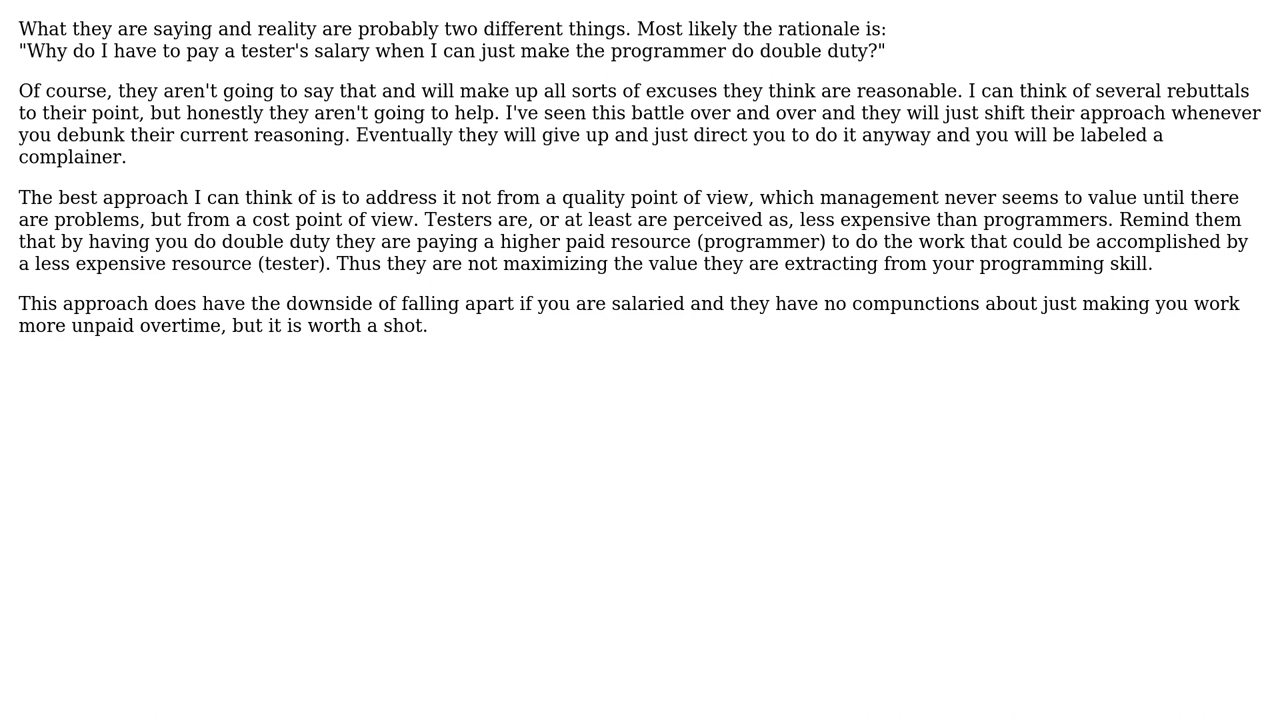 What they are saying and reality are probably two different things. Most likely the rationale is:
"Why do I have to pay a tester's salary when I can just make the programmer do double duty?"
Of course, they aren't going to say that and will make up all sorts of excuses they think are reasonable. I can think of several rebuttals
to their point, but honestly they aren't going to help. I've seen this battle over and over and they will just shift their approach whenever
you debunk their current reasoning. Eventually they will give up and just direct you to do it anyway and you will be labeled a
complainer.
The best approach I can think of is to address it not from a quality point of view, which management never seems to value until there
are problems, but from a cost point of view. Testers are, or at least are perceived as, less expensive than programmers. Remind them
that by having you do double duty they are paying a higher paid resource (programmer) to do the work that could be accomplished by
a less expensive resource (tester). Thus they are not maximizing the value they are extracting from your programming skill.
This approach does have the downside of falling apart if you are salaried and they have no compunctions about just making you work
more unpaid overtime, but it is worth a shot.